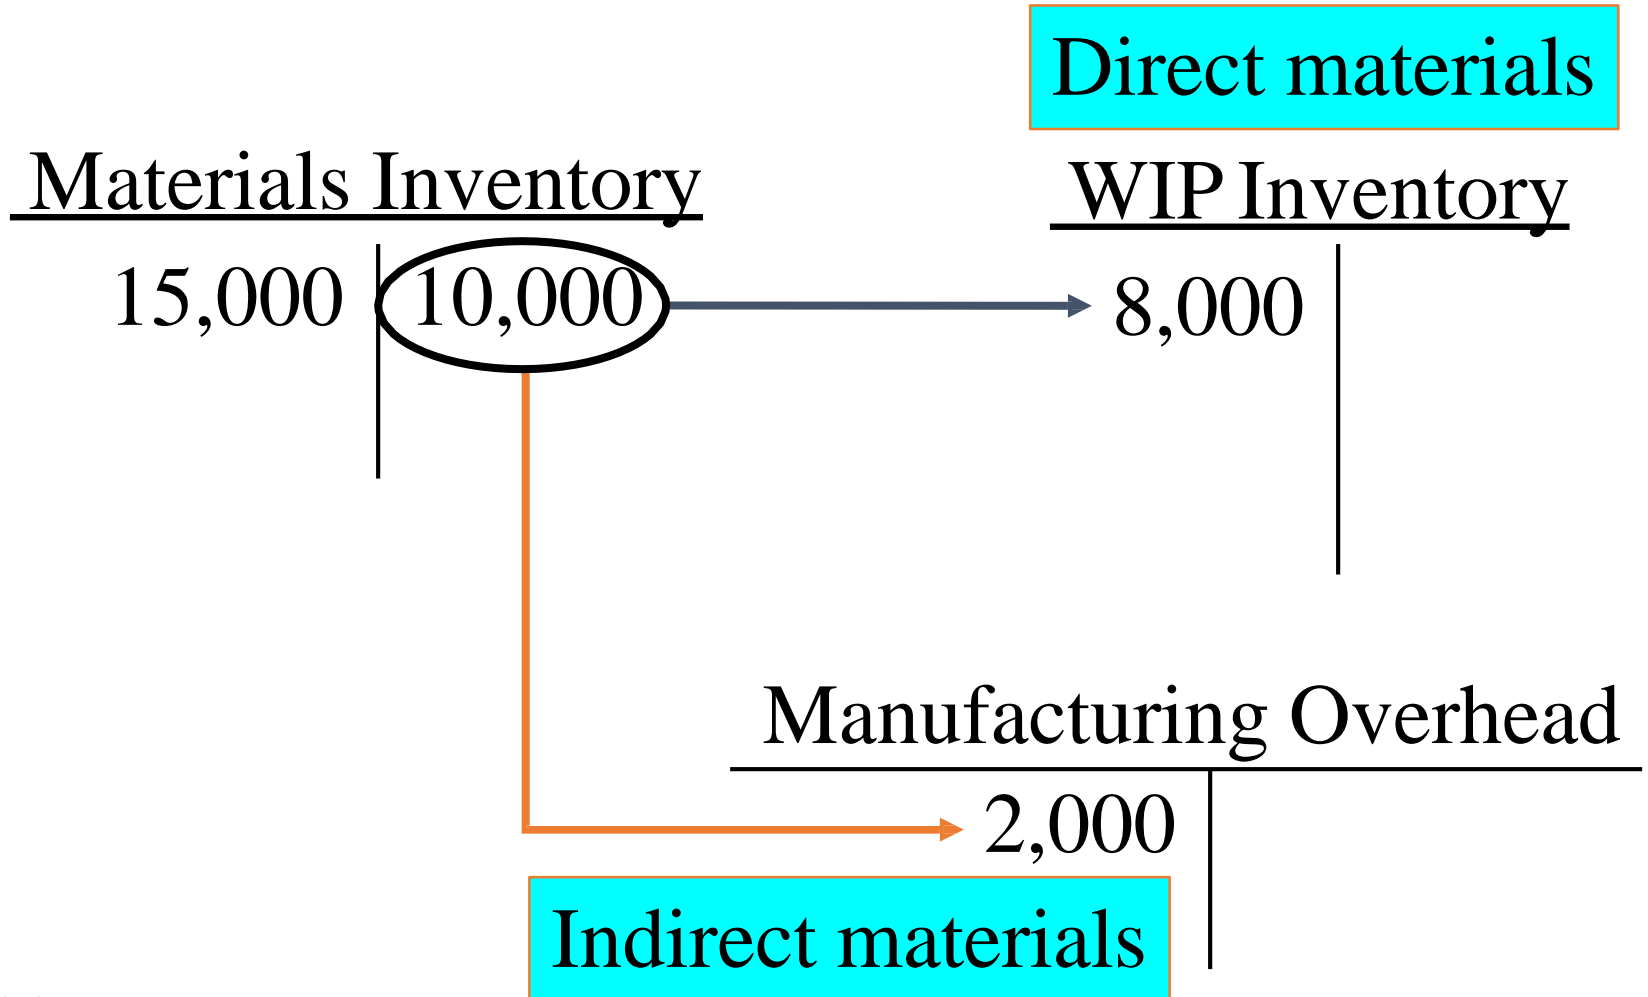 Direct materials
Materials Inventory
WIP Inventory
15,000 10,000
8,000
Manufacturing Overhead
2,000
Indirect materials